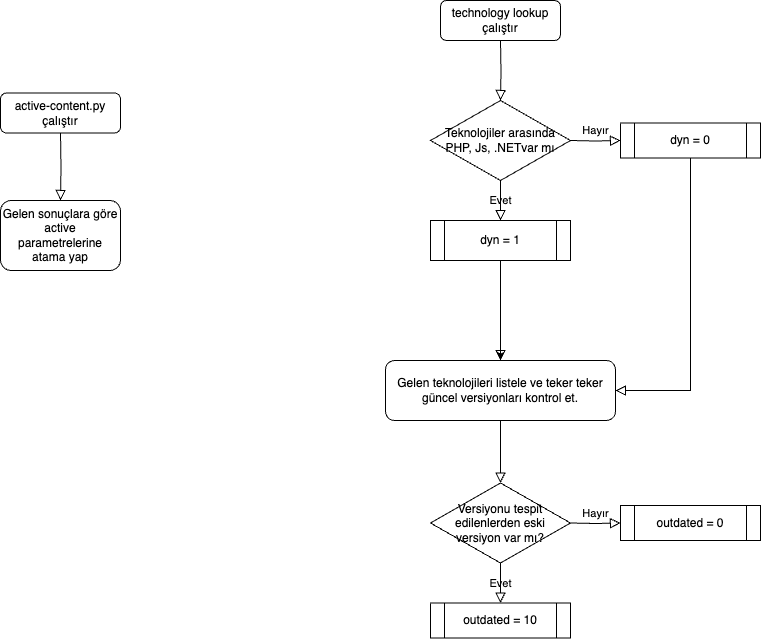 technology lookup
çalıştır
active-content.py
çalıştır
Teknolojiler arasında
PHP, Js, .NETvar mı
Hayır
dyn = 0
Gelen sonuçlara göre
active
parametrelerine
atama yap
Evet
dyn = 1
Gelen teknolojileri listele ve teker teker
güncel versiyonları kontrol et.
Versiyonu tespit
edilenlerden eski
versiyon var mı?
Hayır
outdated = 0
Evet
outdated = 10